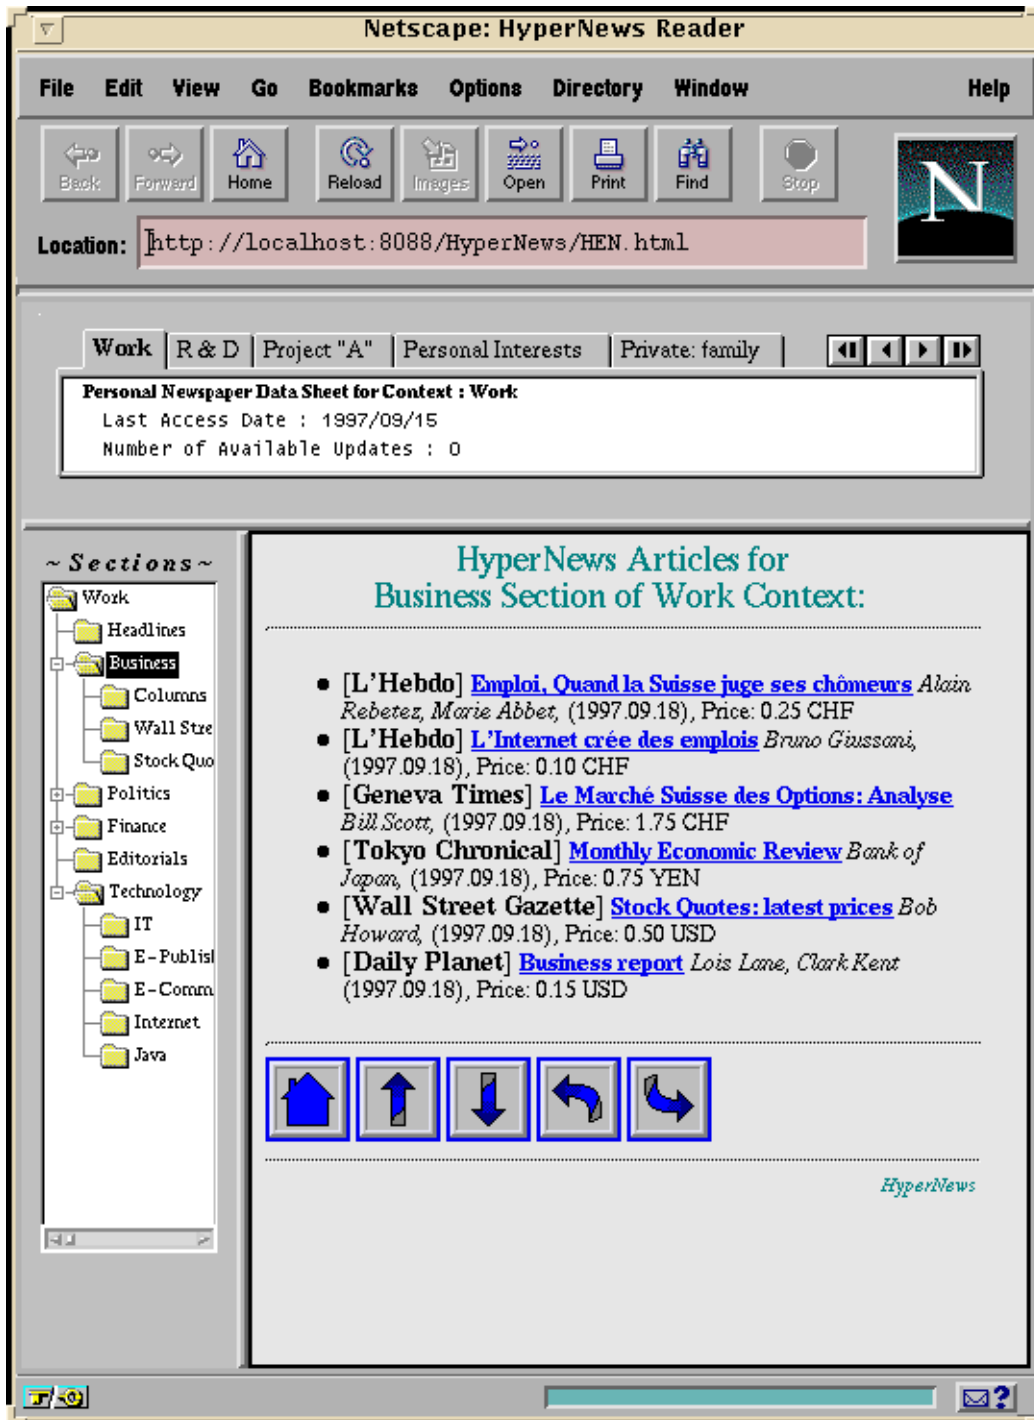 Netscape: HyperNews Reader
File Edit View Go Bookmarks Options Directory Window Help
Back Forward Home Reload Images Open Print Find Stop
N
Location: http://localhost:8088/HyperNews/HEN.html
Work R & D Project "A" Personal Interests Private: family
Personal Newspaper Data Sheet for Context : Work
Last Access Date : 1997/09/15
Number of Available Updates : 0
~ Sections ~
Work
Headlines
Business
Columns
Wall Stre
Stock Quo
Politics
Finance
Editorials
Technology
IT
E-Publis
E-Comm
Internet
Java
HyperNews Articles for
Business Section of Work Context:
• [L'Hebdo] Emploi, Quand la Suisse juge ses chômeurs Alain
Rebetez, Marie Abbet, (1997.09.18), Price: 0.25 CHF
• [L'Hebdo] L'Internet crée des emplois Bruno Giussani,
(1997.09.18), Price: 0.10 CHF
• [Geneva Times] Le Marché Suisse des Options: Analyse
Bill Scott, (1997.09.18), Price: 1.75 CHF
• [Tokyo Chronical] Monthly Economic Review Bank of
Japan, (1997.09.18), Price: 0.75 YEN
• [Wall Street Gazette] Stock Quotes: latest prices Bob
Howard, (1997.09.18), Price: 0.50 USD
• [Daily Planet] Business report Lois Lane, Clark Kent
(1997.09.18), Price: 0.15 USD
HyperNews
?